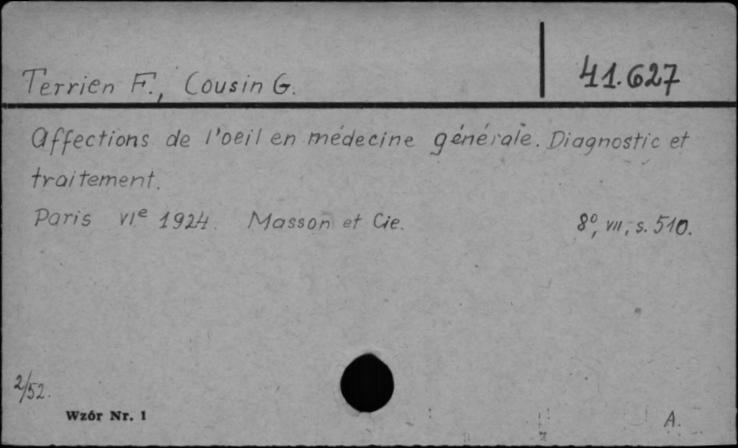 Terrien F., Cousin G.
41.627
Affections de l'oeil en médecine générale. Diagnostic et
traitement.
Paris VIe 1924. Masson et Cie.
8°, VII, s. 510.
2/52.
Wzór Nr. 1
A.